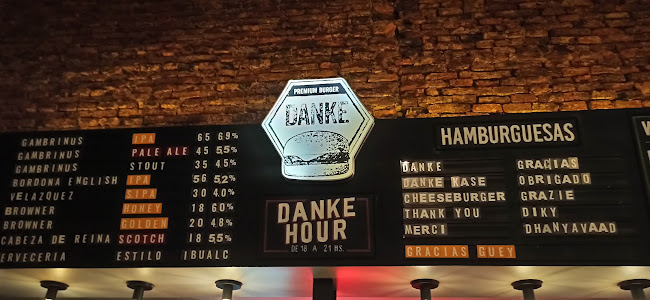 GAMBRINUS IPA 65 6.9%
GAMBRINUS PALE ALE 45 5,5%
GAMBRINUS STOUT 35 4.5%
BORDONA ENGLISH IPA 56 5,2%
VELAZQUEZ SIPA 30 4.0%
BROWNER HONEY 18 6.0%
BROWNER GOLDEN 20 4.8%
CABEZA DE REINA SCOTCH 18 5,5%
CERVECERIA ESTILO IBU ALC
PREMIUM BURGER
DANKE
DANKE
HOUR
DE 18 A 21 HS.
HAMBURGUESAS
DANKE GRACIAS
DANKE KASE OBRIGADO
CHEESEBURGER GRAZIE
THANK YOU DIKY
MERCI DHANYAVAAD
GRACIAS GUEY